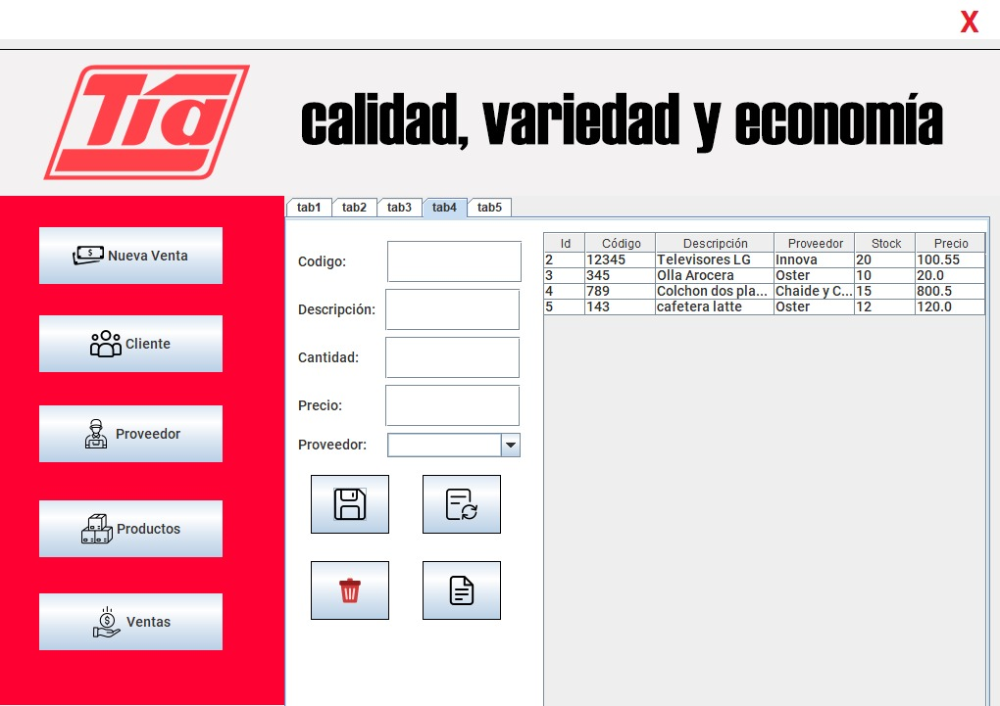 X
Tía
calidad, variedad y economía
tab1 tab2 tab3 tab4 tab5
Nueva Venta
Cliente
Proveedor
Productos
Ventas
Codigo:
Descripción:
Cantidad:
Precio:
Proveedor:
Id Código Descripción Proveedor Stock Precio
2 12345 Televisores LG Innova 20 100.55
3 345 Olla Arocera Oster 10 20.0
4 789 Colchon dos pla... Chaide y C... 15 800.5
5 143 cafetera latte Oster 12 120.0